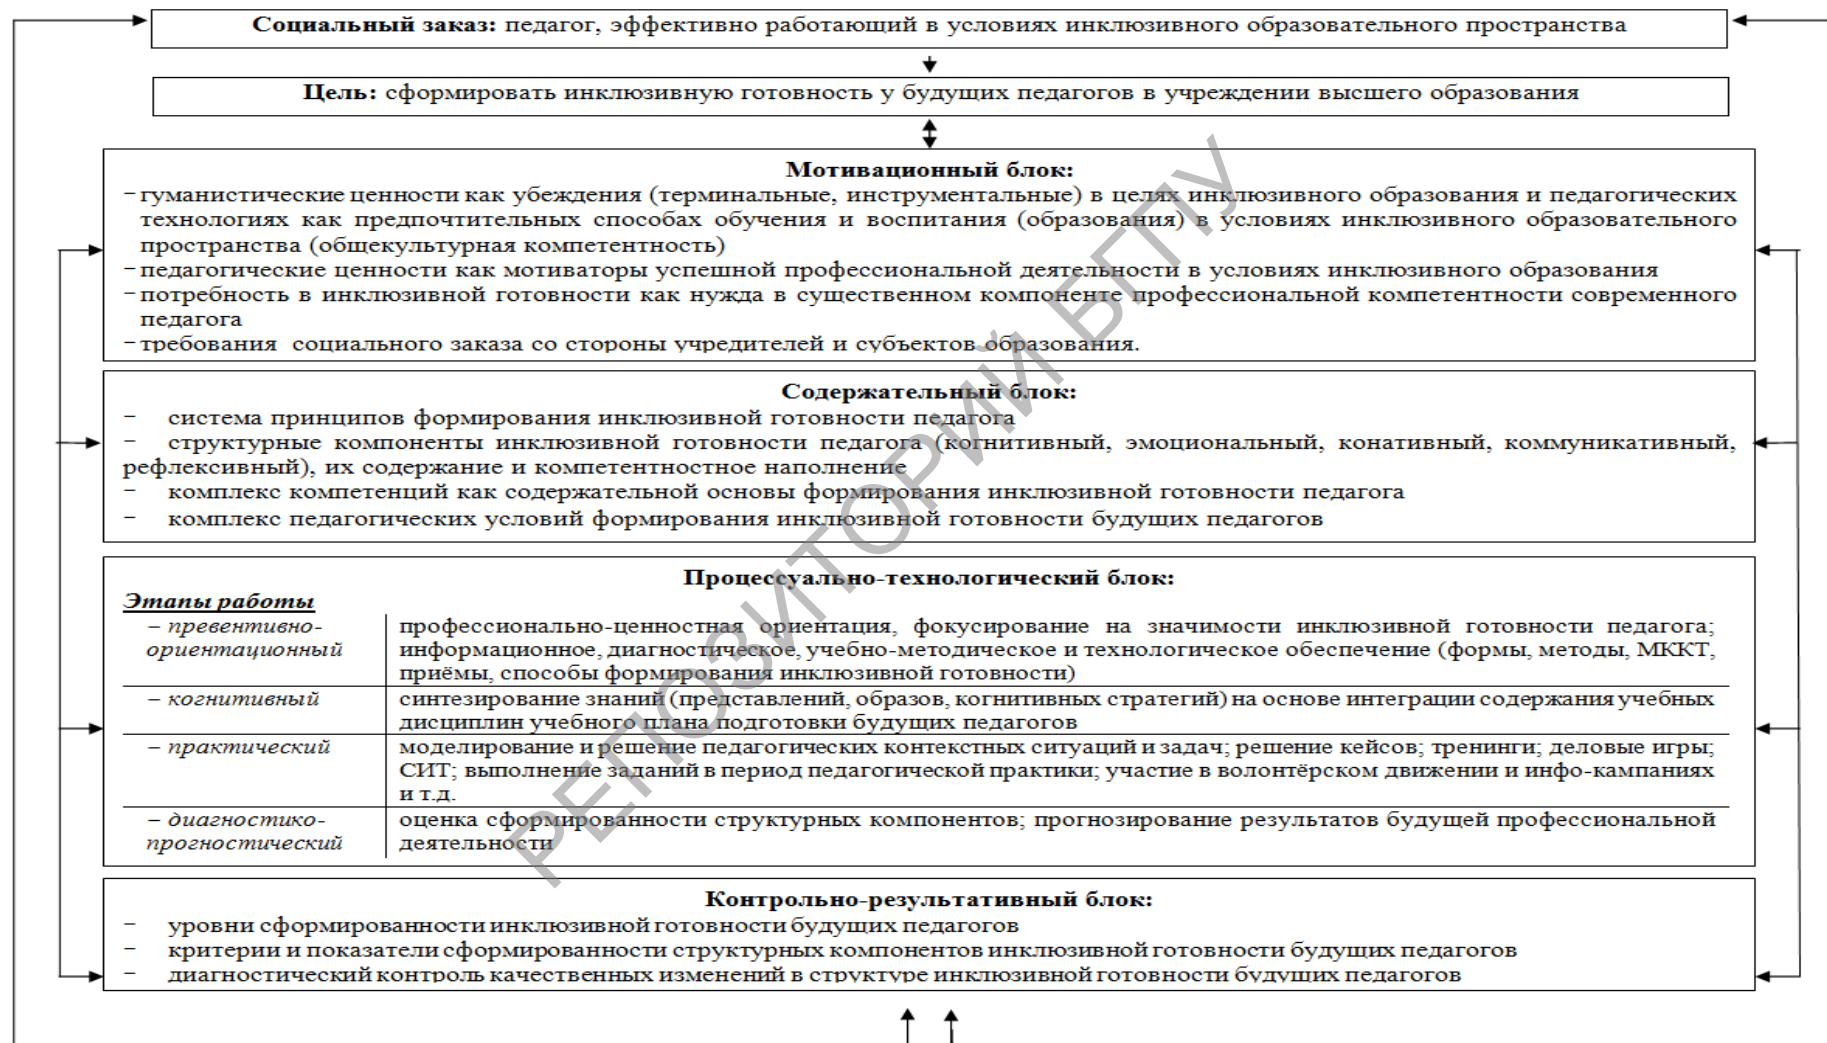 Социальный заказ: педагог, эффективно работающий в условиях инклюзивного образовательного пространства
Цель: сформировать инклюзивную готовность у будущих педагогов в учреждении высшего образования
Мотивационный блок:
– гуманистические ценности как убеждения (терминальные, инструментальные) в целях инклюзивного образования и педагогических
технологиях как предпочтительных способах обучения и воспитания (образования) в условиях инклюзивного образовательного
пространства (общекультурная компетентность)
– педагогические ценности как мотиваторы успешной профессиональной деятельности в условиях инклюзивного образования
– потребность в инклюзивной готовности как нужда в существенном компоненте профессиональной компетентности современного
педагога
– требования социального заказа со стороны учредителей и субъектов образования.
Содержательный блок:
– система принципов формирования инклюзивной готовности педагога
– структурные компоненты инклюзивной готовности педагога (когнитивный, эмоциональный, конативный, коммуникативный,
рефлексивный), их содержание и компетентностное наполнение
– комплекс компетенций как содержательной основы формирования инклюзивной готовности педагога
– комплекс педагогических условий формирования инклюзивной готовности будущих педагогов
Процессуально-технологический блок:
Этапы работы
– превентивно-
ориентационный
профессионально-ценностная ориентация, фокусирование на значимости инклюзивной готовности педагога;
информационное, диагностическое, учебно-методическое и технологическое обеспечение (формы, методы, МККТ,
приёмы, способы формирования инклюзивной готовности)
– когнитивный
синтезирование знаний (представлений, образов, когнитивных стратегий) на основе интеграции содержания учебных
дисциплин учебного плана подготовки будущих педагогов
– практический
моделирование и решение педагогических контекстных ситуаций и задач; решение кейсов; тренинги; деловые игры;
СИТ; выполнение заданий в период педагогической практики; участие в волонтёрском движении и инфо-кампаниях
и т.д.
– диагностико-
прогностический
оценка сформированности структурных компонентов; прогнозирование результатов будущей профессиональной
деятельности
Контрольно-результативный блок:
– уровни сформированности инклюзивной готовности будущих педагогов
– критерии и показатели сформированности структурных компонентов инклюзивной готовности будущих педагогов
– диагностический контроль качественных изменений в структуре инклюзивной готовности будущих педагогов
РЕПОЗИТОРИЙ БГПУ